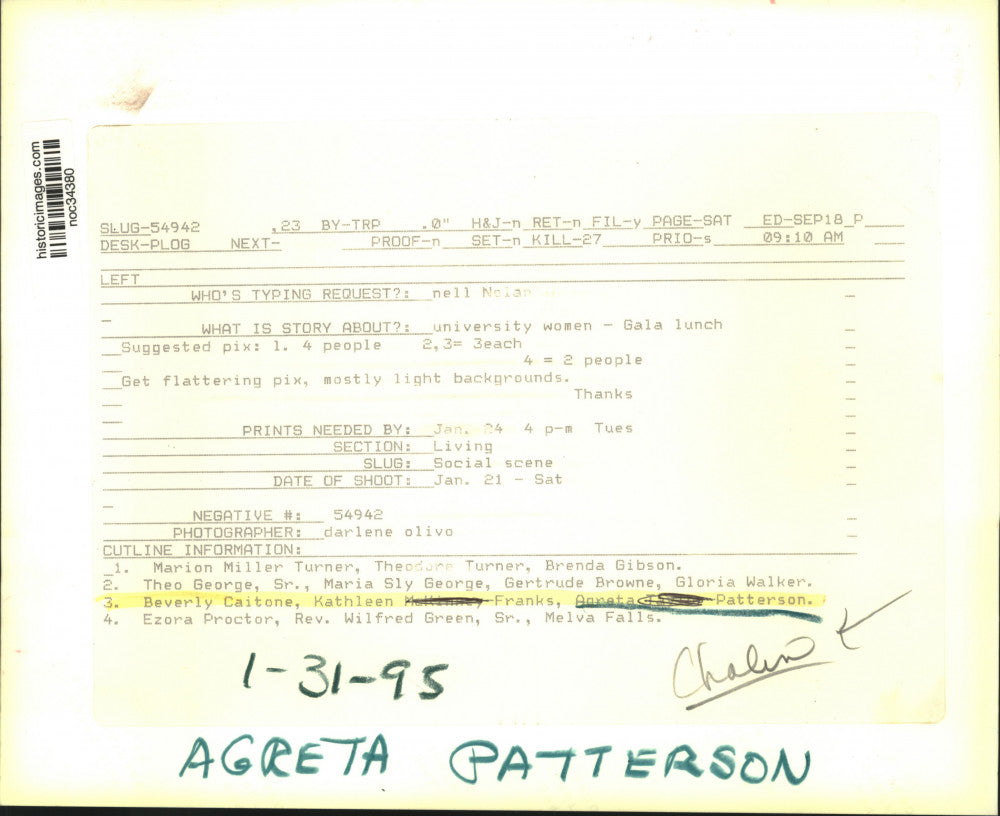 historicimages.com
noc34380
SLUG-54942 ,23 BY-TRP .0" H&J-n RET-n FIL-y PAGE-SAT ED-SEP18_P
DESK-PLOG NEXT- PROOF-n SET-n KILL-27 PRIO-s 09:10 AM
LEFT
WHO'S TYPING REQUEST?: nell Nolan
WHAT IS STORY ABOUT?: university women - Gala lunch
Suggested pix: 1. 4 people 2,3= 3each
4 = 2 people
Get flattering pix, mostly light backgrounds.
Thanks
PRINTS NEEDED BY: Jan. 24 4 p-m Tues
SECTION: Living
SLUG: Social scene
DATE OF SHOOT: Jan. 21 - Sat
NEGATIVE #: 54942
PHOTOGRAPHER: darlene olivo
CUTLINE INFORMATION:
1. Marion Miller Turner, Theodore Turner, Brenda Gibson.
2. Theo George, Sr., Maria Sly George, Gertrude Browne, Gloria Walker.
3. Beverly Caitone, Kathleen McKinney Franks, Agreta Patterson.
4. Ezora Proctor, Rev. Wilfred Green, Sr., Melva Falls.
1-31-95
AGRETA PATTERSON